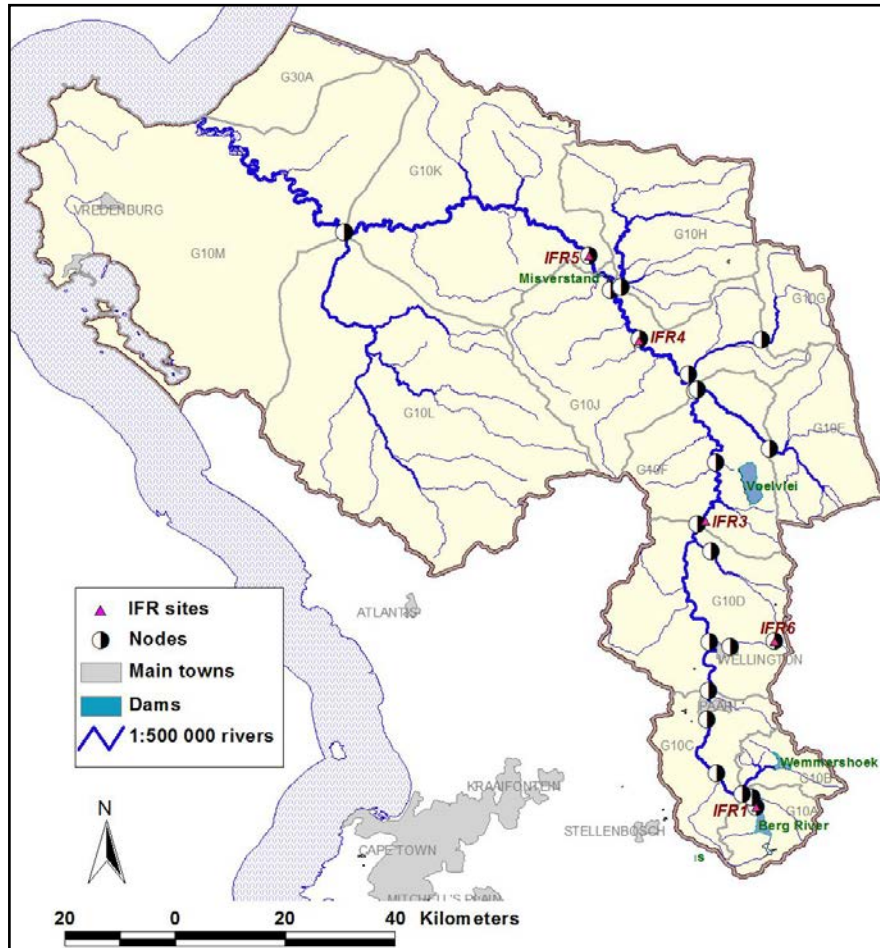 G30A
G10K
VREDENBURG
G10M
IFR5
Misverstand
G10H
G10G
IFR4
G10L
G10J
G10E
G10F
Voelvlei
IFR3
ATLANTIS
G10D
IFR6
WELLINGTON
PAARL
G10C
Wemmershoek
G10B
IFR1
G10A
Berg River
KRAAIFONTEIN
STELLENBOSCH
CAPE TOWN
MITCHELL'S PLAIN
IS
IFR sites
Nodes
Main towns
Dams
1:500 000 rivers
N
20 0 20 40 Kilometers